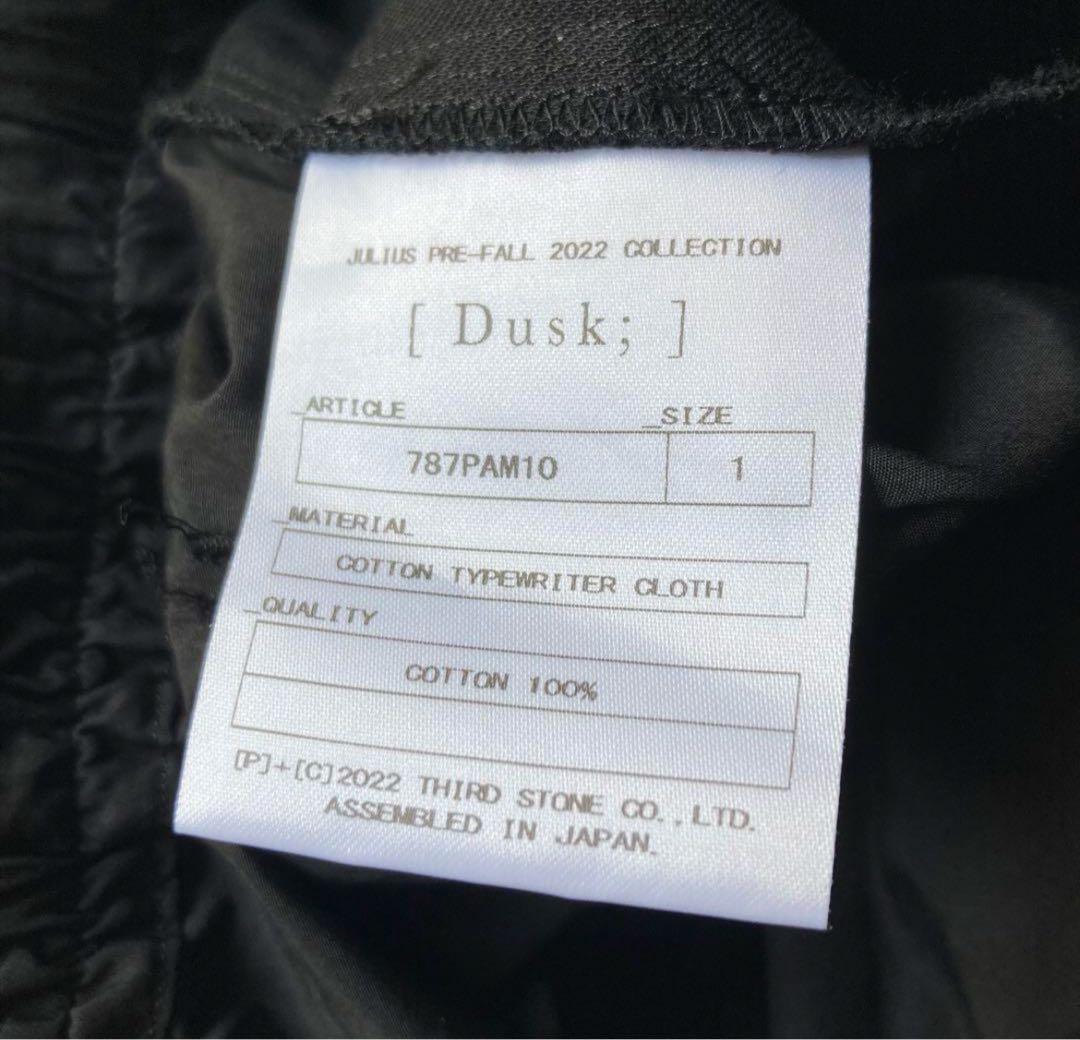 JULIUS PRE-FALL 2022 COLLECTION
[ Dusk; ]
_ARTICLE _SIZE
787PAM10 1
_MATERIAL
COTTON TYPEWRITER CLOTH
_QUALITY
COTTON 100%
[P]+[C]2022 THIRD STONE CO.,LTD.
ASSEMBLED IN JAPAN.